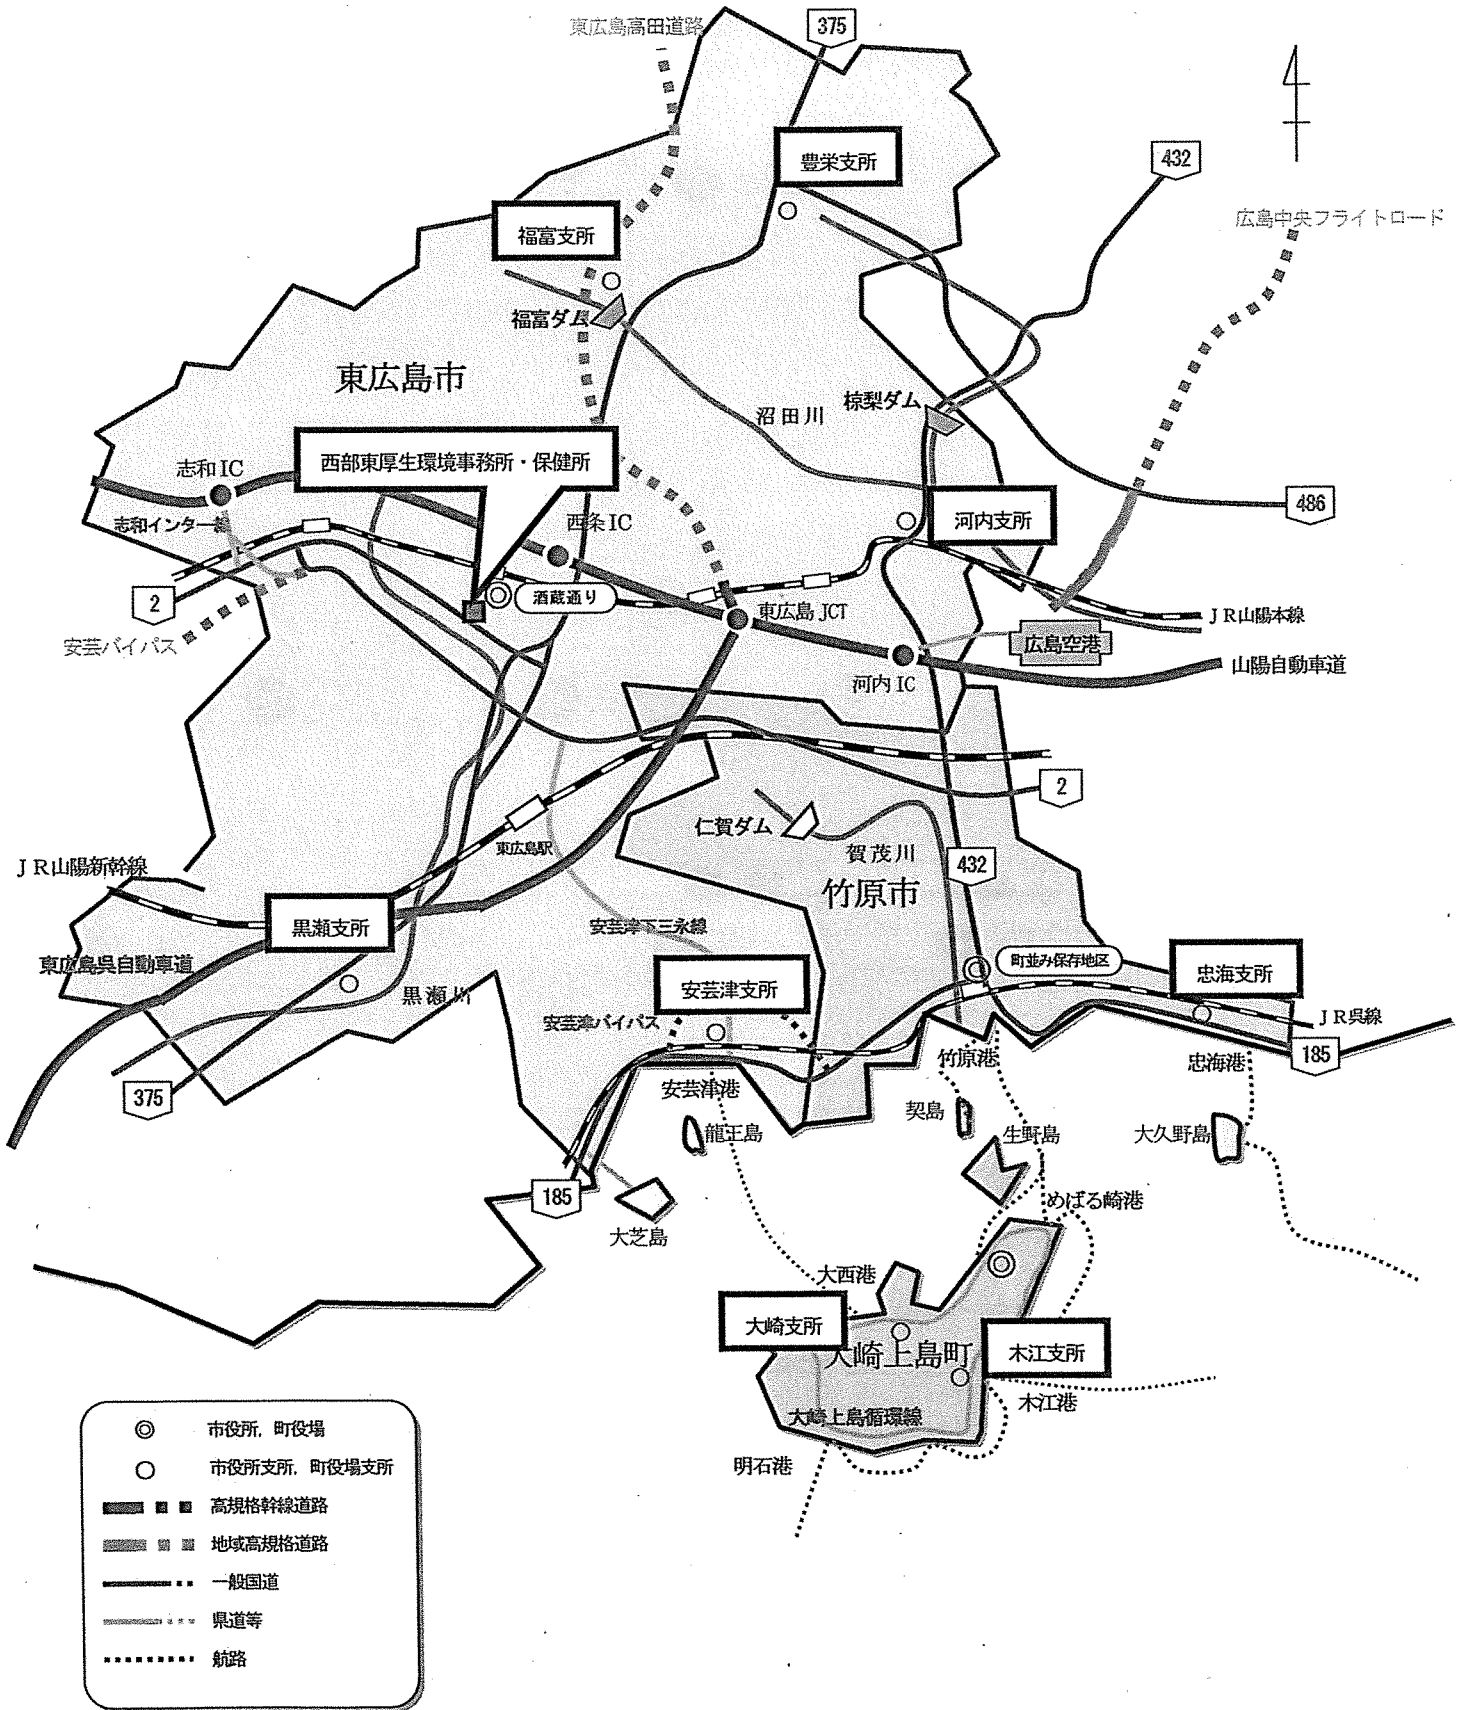 東広島高田道路
375
豊栄支所
432
広島中央フライトロード
福富支所
福富ダム
東広島市
椋梨ダム
沼田川
西部東厚生環境事務所・保健所
志和IC
志和インター線
西条IC
河内支所
486
2
酒蔵通り
東広島JCT
JR山陽本線
安芸バイパス
広島空港
山陽自動車道
河内IC
2
仁賀ダム
東広島駅
賀茂川
432
JR山陽新幹線
竹原市
黒瀬支所
安芸津下三永線
町並み保存地区
忠海支所
東広島呉自動車道
安芸津支所
黒瀬川
安芸津バイパス
JR呉線
竹原港
忠海港
185
375
安芸津港
契島
龍王島
生野島
大久野島
185
めばる崎港
大芝島
大西港
大崎支所
大崎上島町
木江支所
木江港
大崎上島循環線
明石港
市役所，町役場
市役所支所，町役場支所
高規格幹線道路
地域高規格道路
一般国道
県道等
航路